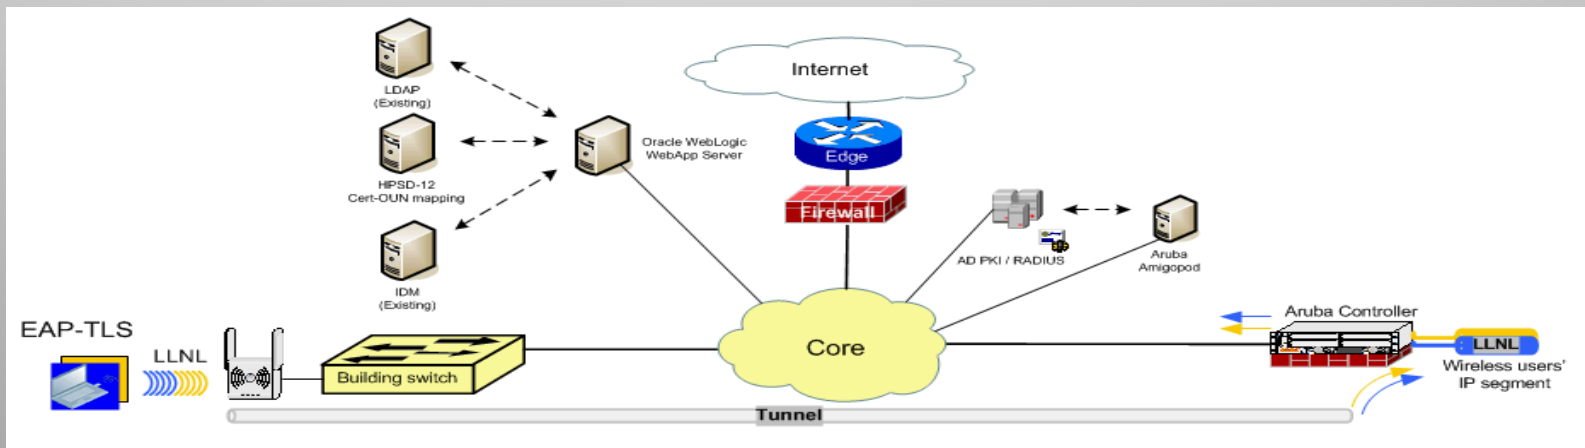 LDAP
(Existing)
HPSD-12
Cert-OUN mapping
IDM
(Existing)
Oracle WebLogic
WebApp Server
Internet
Edge
Firewall
AD PKI / RADIUS
Aruba
Amigopod
EAP-TLS
LLNL
Building switch
Core
Aruba Controller
LLNL
Wireless users'
IP segment
Tunnel